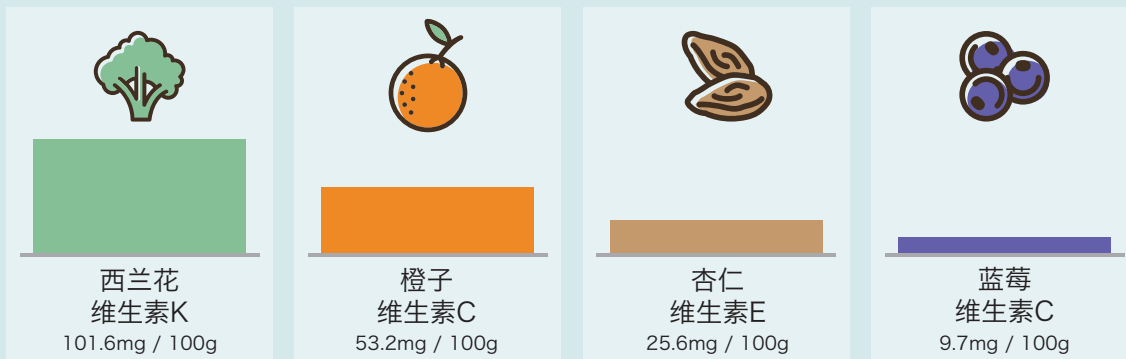 西兰花
维生素K
101.6mg / 100g
橙子
维生素C
53.2mg / 100g
杏仁
维生素E
25.6mg / 100g
蓝莓
维生素C
9.7mg / 100g